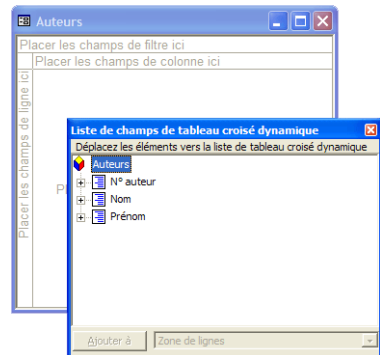 Auteurs
Placer les champs de filtre ici
Placer les champs de colonne ici
Placer les champs de ligne ici
Pl
Liste de champs de tableau croisé dynamique
Déplacez les éléments vers la liste de tableau croisé dynamique
Auteurs
N° auteur
Nom
Prénom
Ajouter à
Zone de lignes